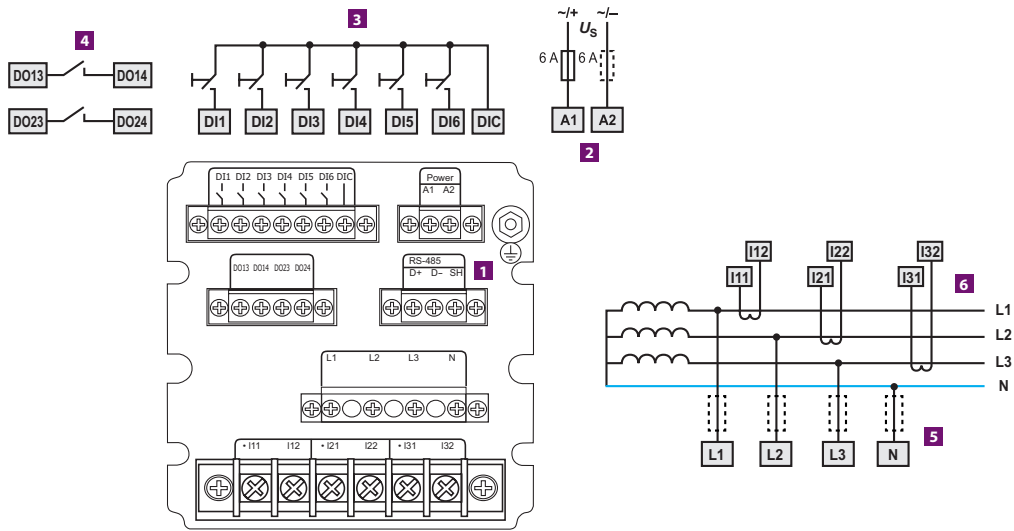 4
DO13 DO14
DO23 DO24
3
DI1 DI2 DI3 DI4 DI5 DI6 DIC
~/+ ~/–
US
6 A 6 A
A1 A2
2
DI1 DI2 DI3 DI4 DI5 DI6 DIC
Power
A1 A2
DO13 DO14 DO23 DO24
RS-485
D+ D– SH
1
L1 L2 L3 N
• I11 I12 • I21 I22 • I31 I32
I12 I22 I32
I11 I21 I31
6
L1
L2
L3
N
5
L1 L2 L3 N